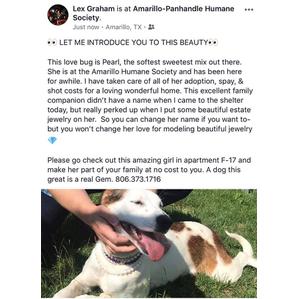 Lex Graham is at Amarillo-Panhandle Humane
Society.
Just now · Amarillo, TX ·
👀 LET ME INTRODUCE YOU TO THIS BEAUTY👀
This love bug is Pearl, the softest sweetest mix out there.
She is at the Amarillo Humane Society and has been here
for awhile. I have taken care of all of her adoption, spay, &
shot costs for a loving wonderful home. This excellent family
companion didn't have a name when I came to the shelter
today, but really perked up when I put some beautiful estate
jewelry on her. So you can change her name if you want to-
but you won't change her love for modeling beautiful jewelry
💎
Please go check out this amazing girl in apartment F-17 and
make her part of your family at no cost to you. A dog this
great is a real Gem. 806.373.1716